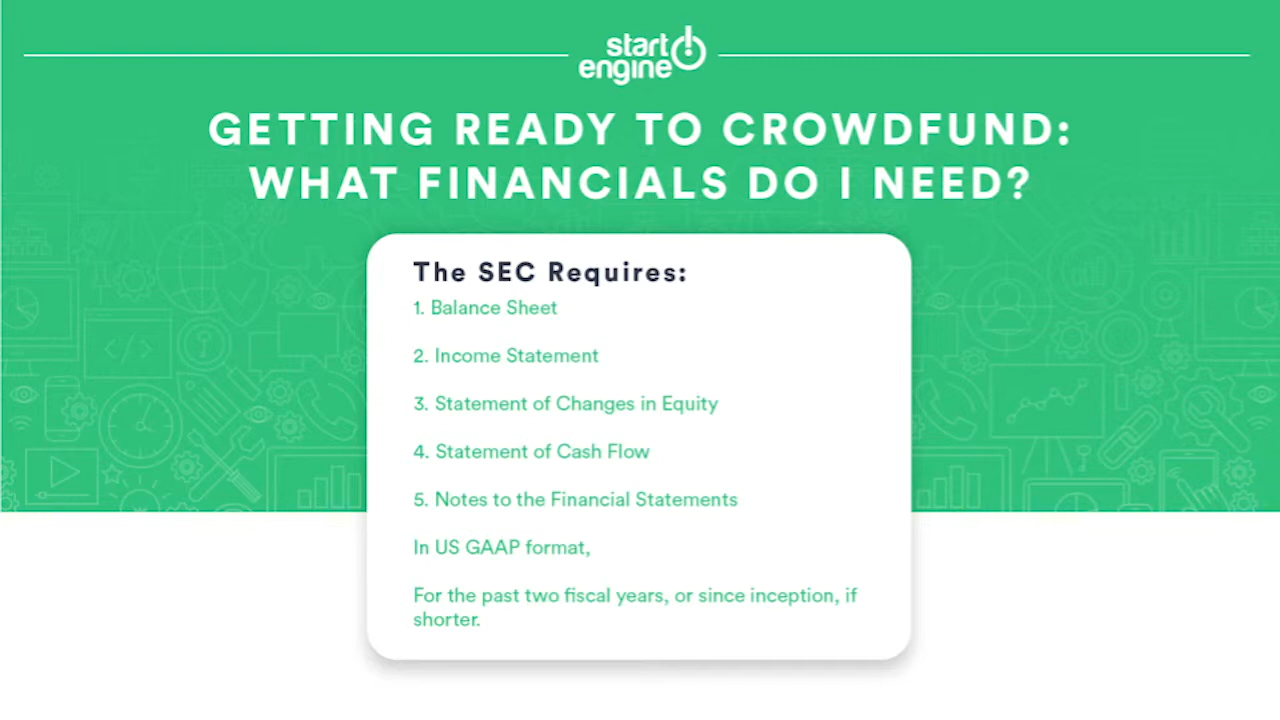 start
engine
GETTING READY TO CROWDFUND:
WHAT FINANCIALS DO I NEED?
The SEC Requires:
1. Balance Sheet
2. Income Statement
3. Statement of Changes in Equity
4. Statement of Cash Flow
5. Notes to the Financial Statements
In US GAAP format,
For the past two fiscal years, or since inception, if
shorter.